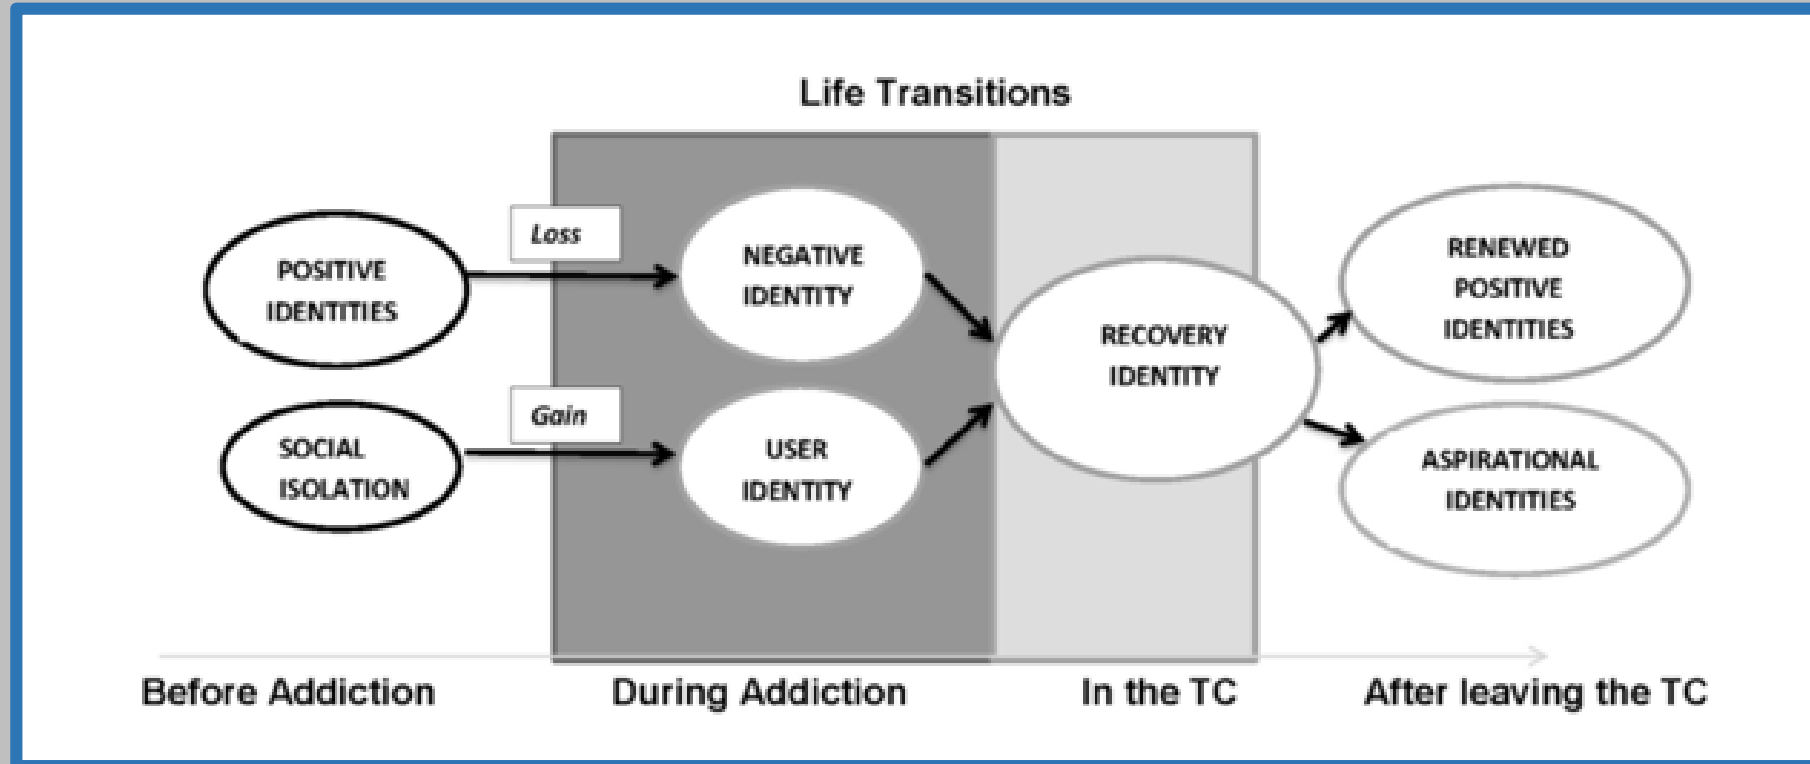 Life Transitions
Loss
POSITIVE
IDENTITIES
NEGATIVE
IDENTITY
RENEWED
POSITIVE
IDENTITIES
RECOVERY
IDENTITY
Gain
SOCIAL
ISOLATION
USER
IDENTITY
ASPIRATIONAL
IDENTITIES
Before Addiction
During Addiction
In the TC
After leaving the TC